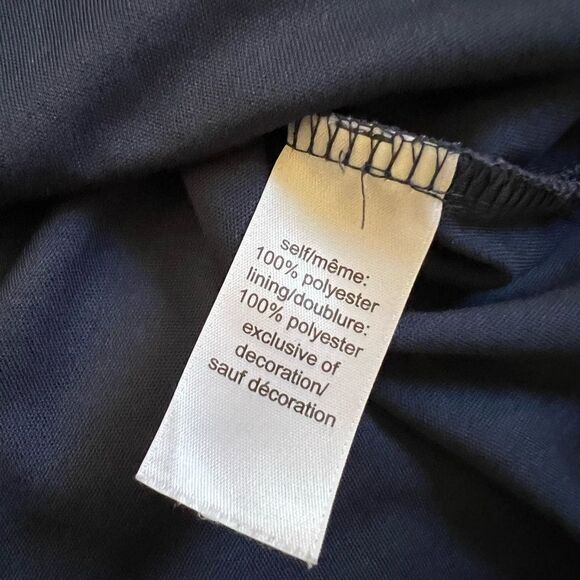 self/même:
100% polyester
lining/doublure:
100% polyester
exclusive of
decoration/
sauf décoration